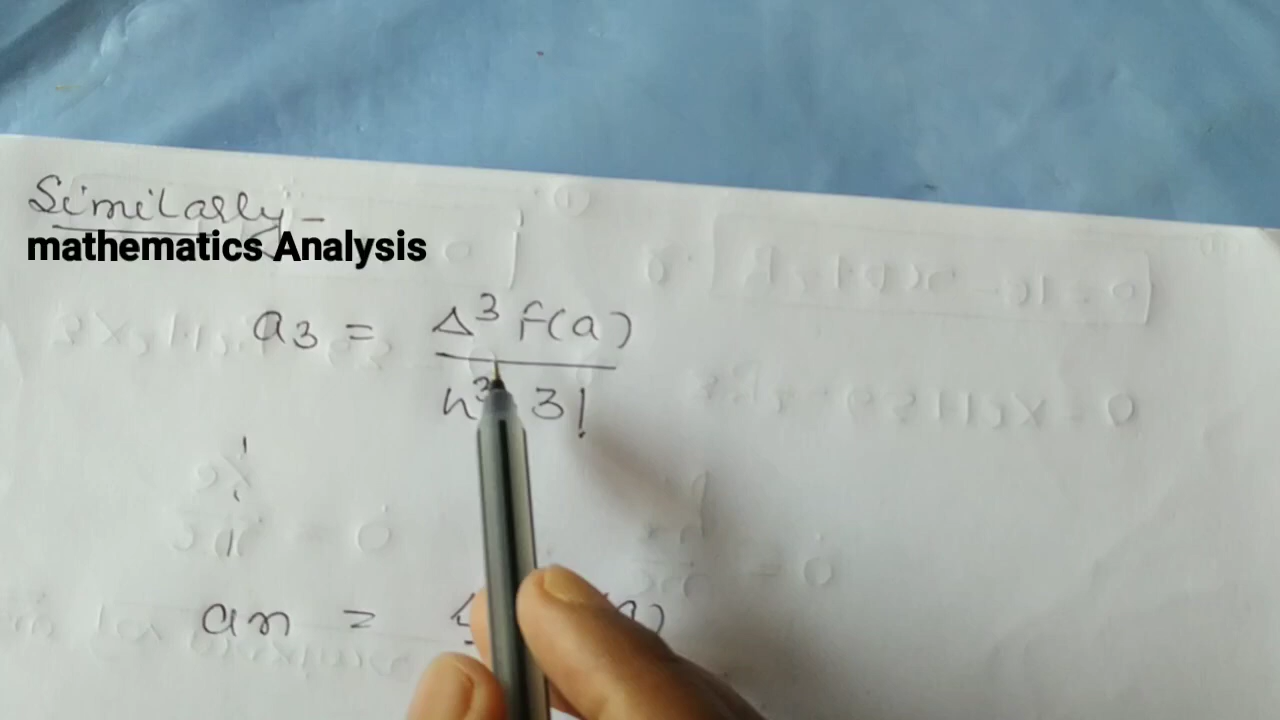 Similarly -
mathematics Analysis
a3 = Δ³ f(a)
h³ 3!
an =